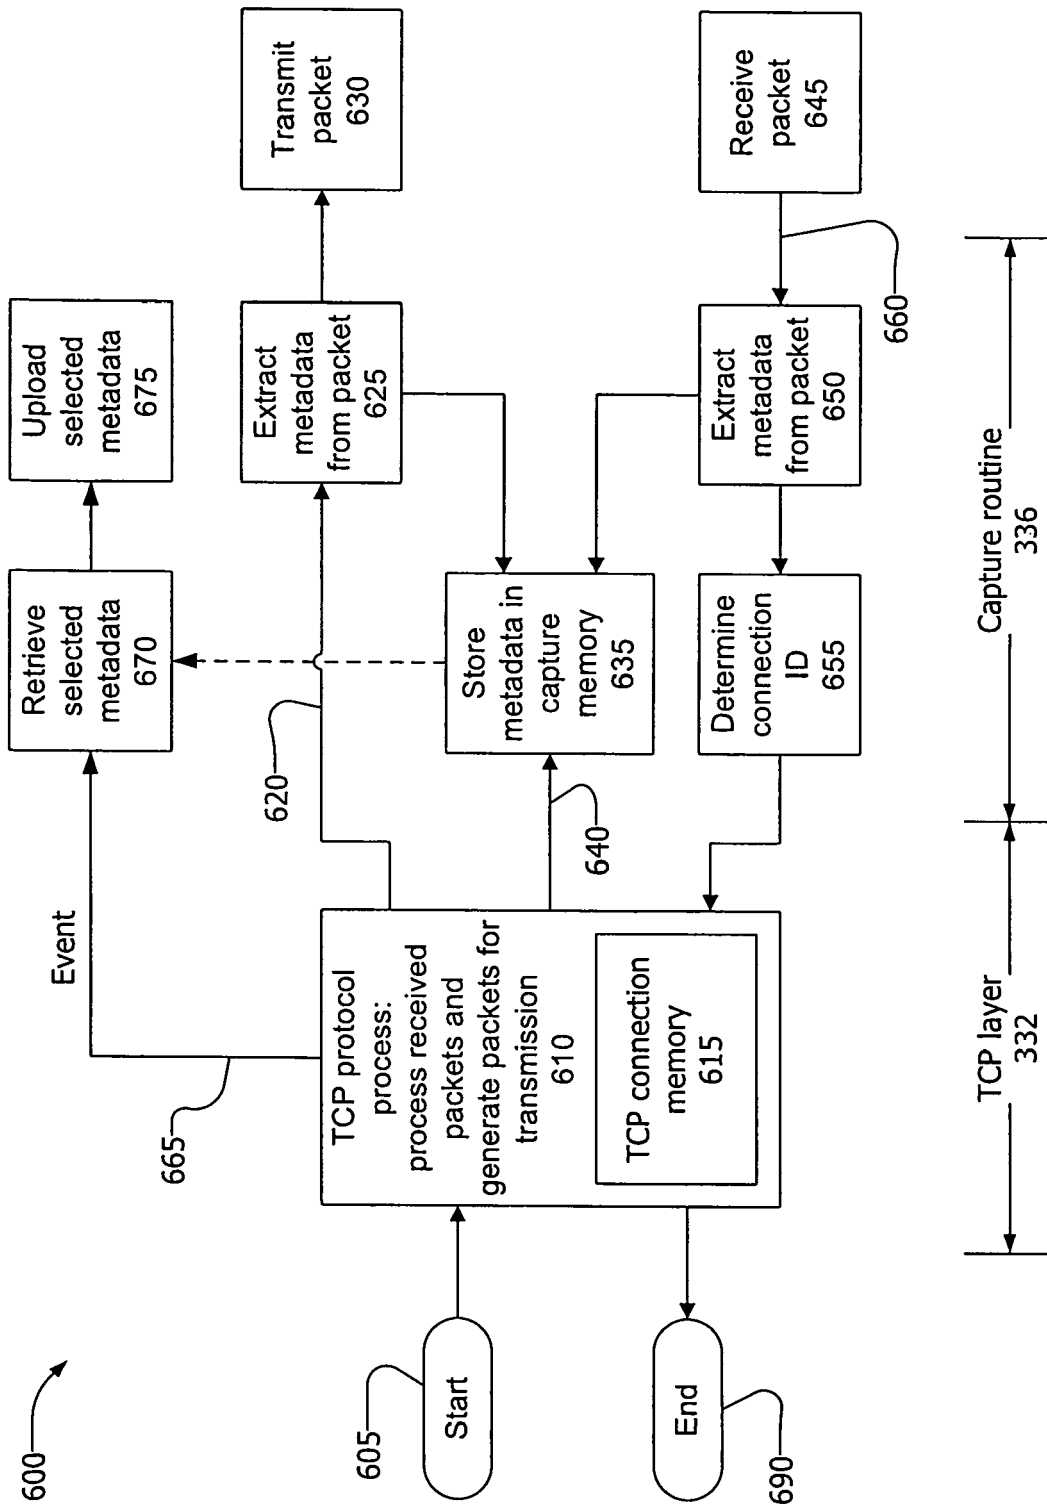 600
605
Start
690
End
665
Event
TCP protocol
process:
process received
packets and
generate packets for
transmission
610
TCP connection
memory
615
620
640
Retrieve
selected
metadata
670
Upload
selected
metadata
675
Extract
metadata
from packet
625
Transmit
packet
630
Store
metadata in
capture
memory
635
Determine
connection
ID
655
Extract
metadata
from packet
650
660
Receive
packet
645
TCP layer
332
Capture routine
336